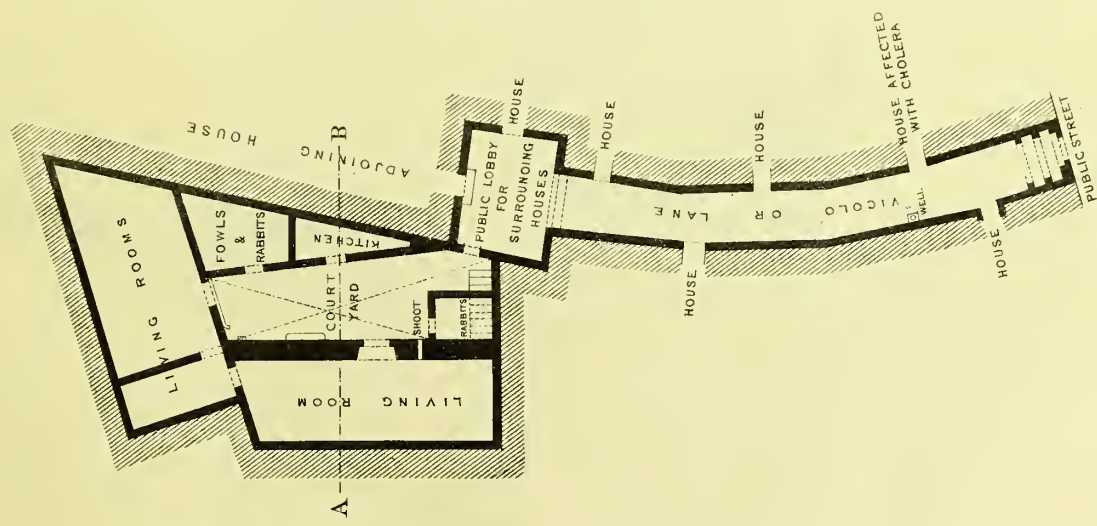 LIVING ROOMS
FOWLS
&
RABBITS
HOUSE
ADJOINING
KITCHEN
COURT
YARD
SHOOT
RABBITS
LIVING ROOM
A
B
PUBLIC LOBBY
FOR
SURROUNDING
HOUSES
HOUSE
HOUSE
HOUSE
HOUSE
VICOLO OR LANE
HOUSE AFFECTED
WITH CHOLERA
WELL.
HOUSE
PUBLIC STREET